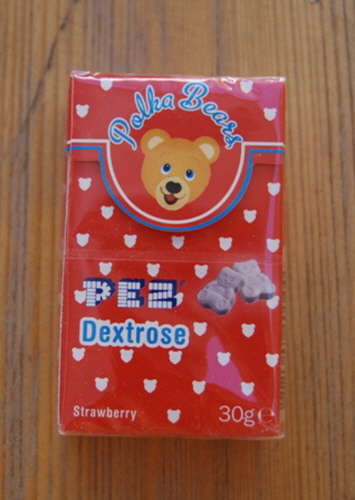 Polka Bears
PEZ
Dextrose
Strawberry 30g ℮